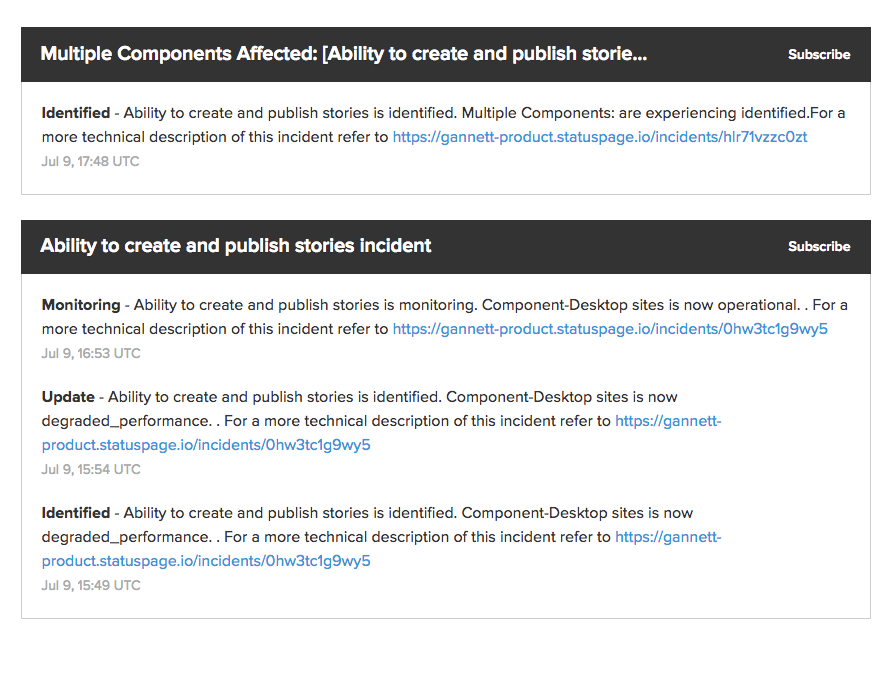 Multiple Components Affected: [Ability to create and publish storie...
Subscribe
Identified - Ability to create and publish stories is identified. Multiple Components: are experiencing identified.For a
more technical description of this incident refer to https://gannett-product.statuspage.io/incidents/hlr71vzzc0zt
Jul 9, 17:48 UTC
Ability to create and publish stories incident
Subscribe
Monitoring - Ability to create and publish stories is monitoring. Component-Desktop sites is now operational. . For a
more technical description of this incident refer to https://gannett-product.statuspage.io/incidents/0hw3tc1g9wy5
Jul 9, 16:53 UTC
Update - Ability to create and publish stories is identified. Component-Desktop sites is now
degraded_performance. . For a more technical description of this incident refer to https://gannett-
product.statuspage.io/incidents/0hw3tc1g9wy5
Jul 9, 15:54 UTC
Identified - Ability to create and publish stories is identified. Component-Desktop sites is now
degraded_performance. . For a more technical description of this incident refer to https://gannett-
product.statuspage.io/incidents/0hw3tc1g9wy5
Jul 9, 15:49 UTC